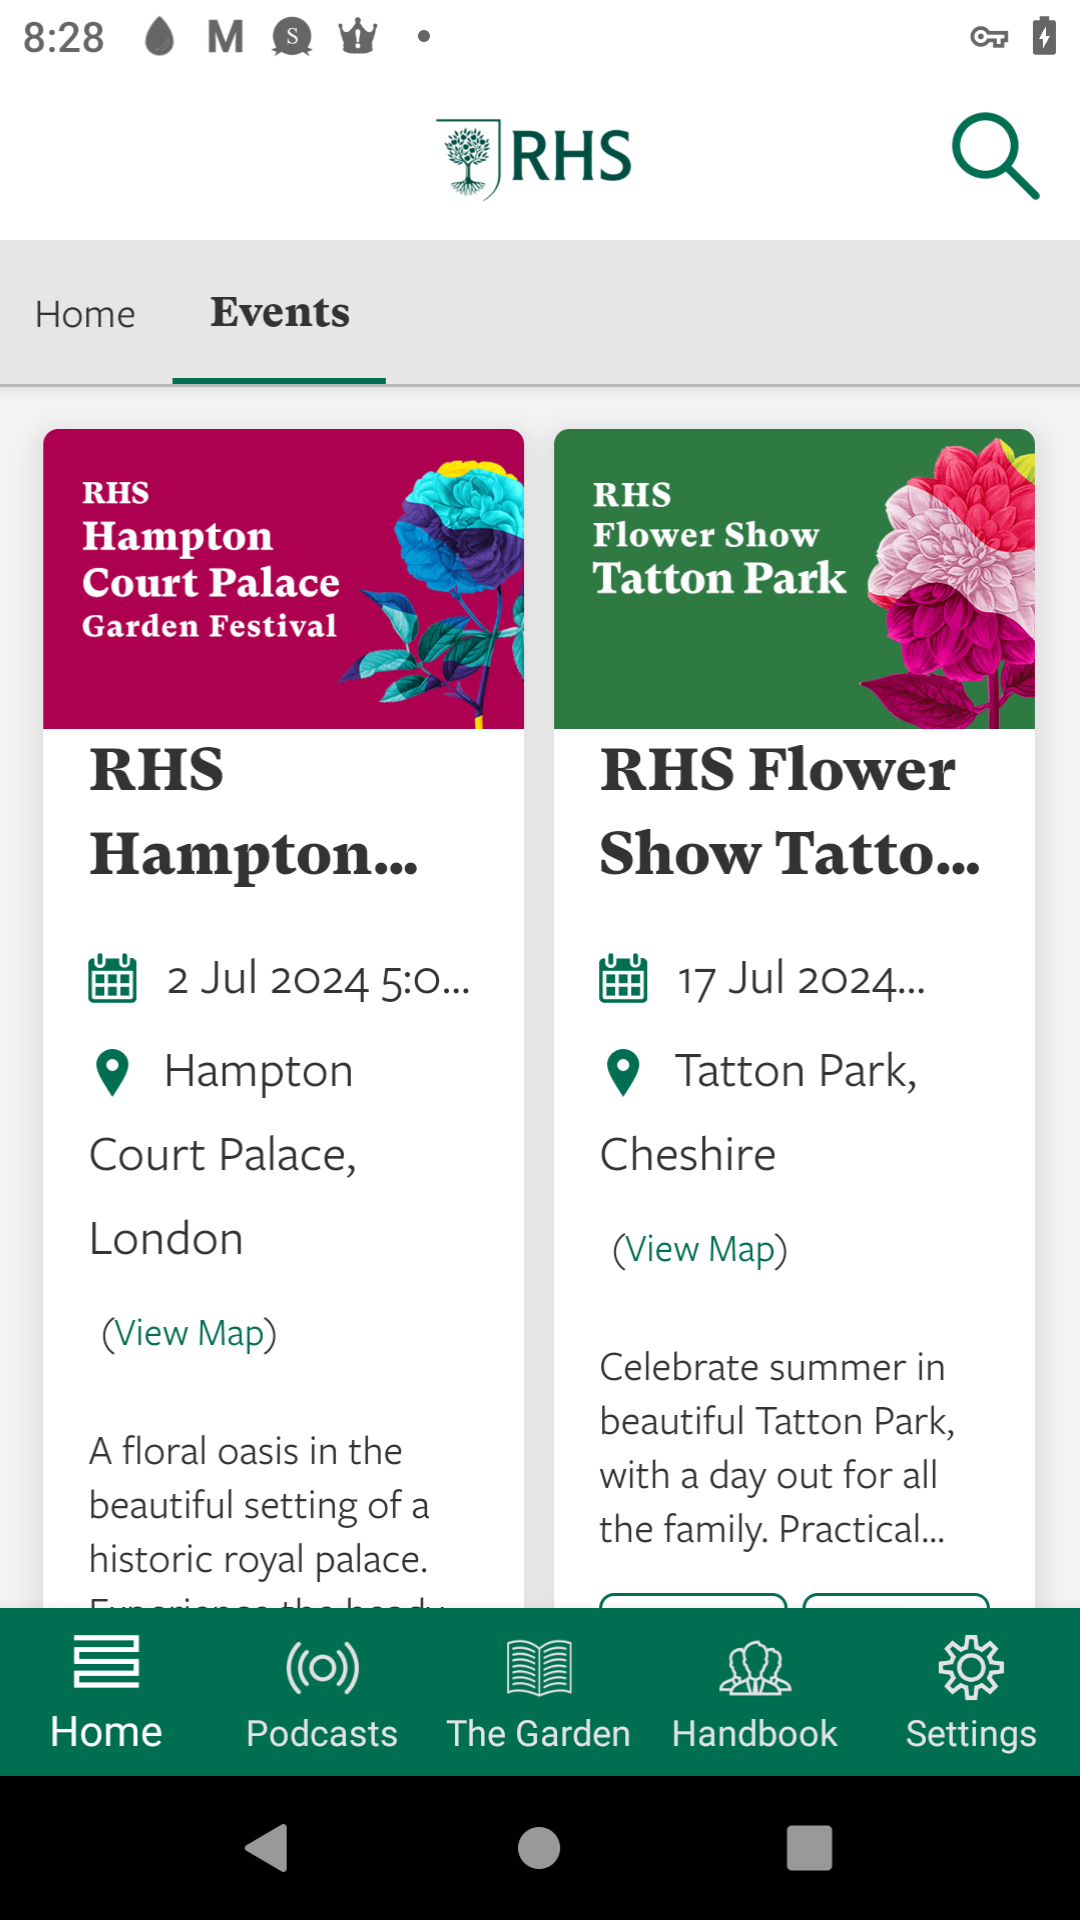 8:28
RHS
Home
Events
RHS
Hampton
Court Palace
Garden Festival
RHS
Hampton...
2 Jul 2024 5:0...
Hampton
Court Palace,
London
(View Map)
A floral oasis in the
beautiful setting of a
historic royal palace.
RHS
Flower Show
Tatton Park
RHS Flower
Show Tatto...
17 Jul 2024...
Tatton Park,
Cheshire
(View Map)
Celebrate summer in
beautiful Tatton Park,
with a day out for all
the family. Practical...
Home
Podcasts
The Garden
Handbook
Settings